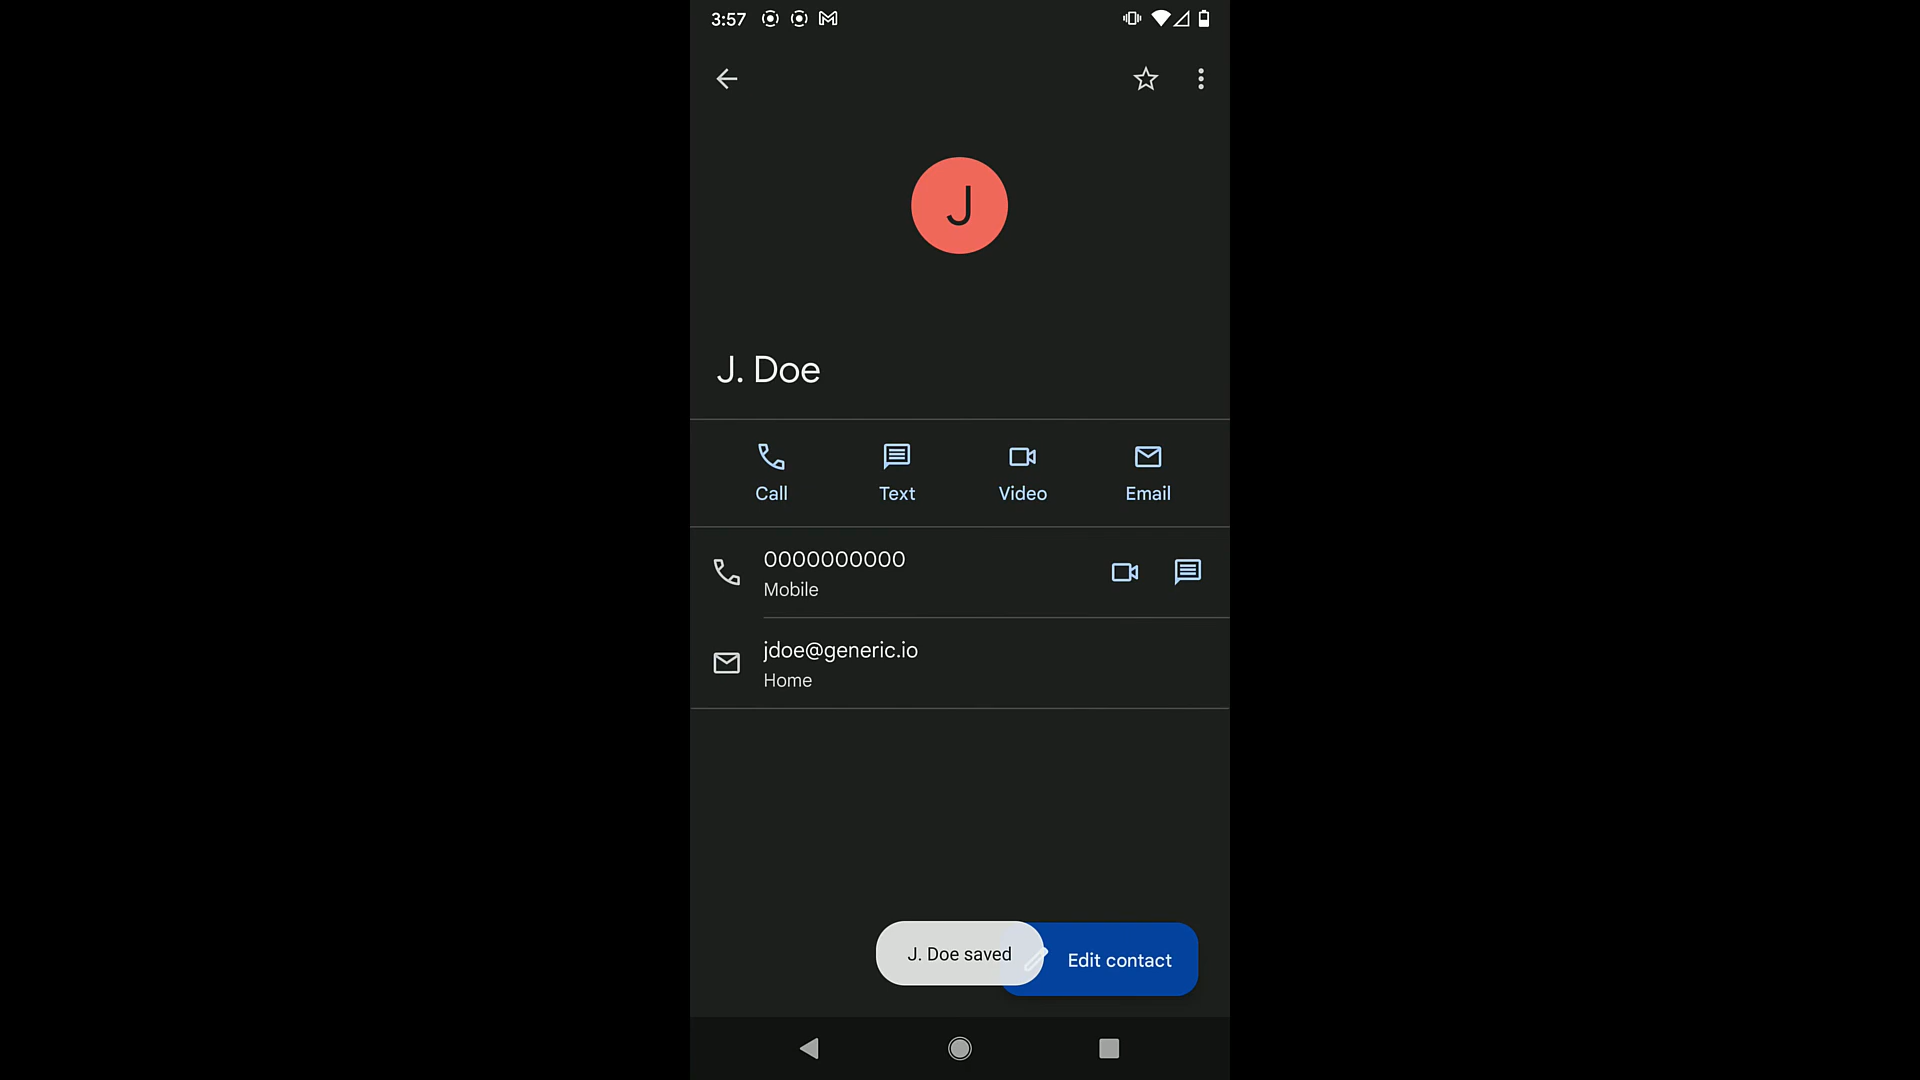 3:57
J
J. Doe
Call
Text
Video
Email
0000000000
Mobile
jdoe@generic.io
Home
J. Doe saved
Edit contact